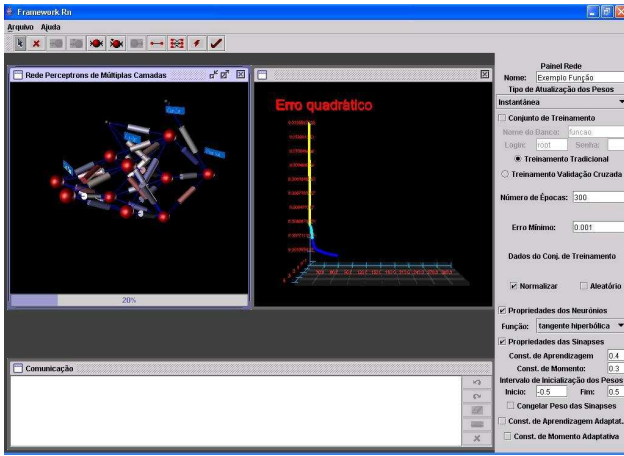 Framework Rn
Arquivo Ajuda
Rede Perceptrons de Múltiplas Camadas
Erro quadrático
20%
Comunicação
Painel Rede
Nome: Exemplo Função
Tipo de Atualização dos Pesos
Instantânea
Conjunto de Treinamento
Nome do Banco: funcao
Login: root Senha:
Treinamento Tradicional
Treinamento Validação Cruzada
Número de Épocas: 300
Erro Mínimo: 0.001
Dados do Conj. de Treinamento
Normalizar Aleatório
Propriedades dos Neurônios
Função: tangente hiperbólica
Propriedades das Sinapses
Const. de Aprendizagem 0.4
Const. de Momento: 0.3
Intervalo de Inicialização dos Pesos
Início: -0.5 Fim: 0.5
Congelar Peso das Sinapses
Const. de Aprendizagem Adaptat..
Const. de Momento Adaptativa